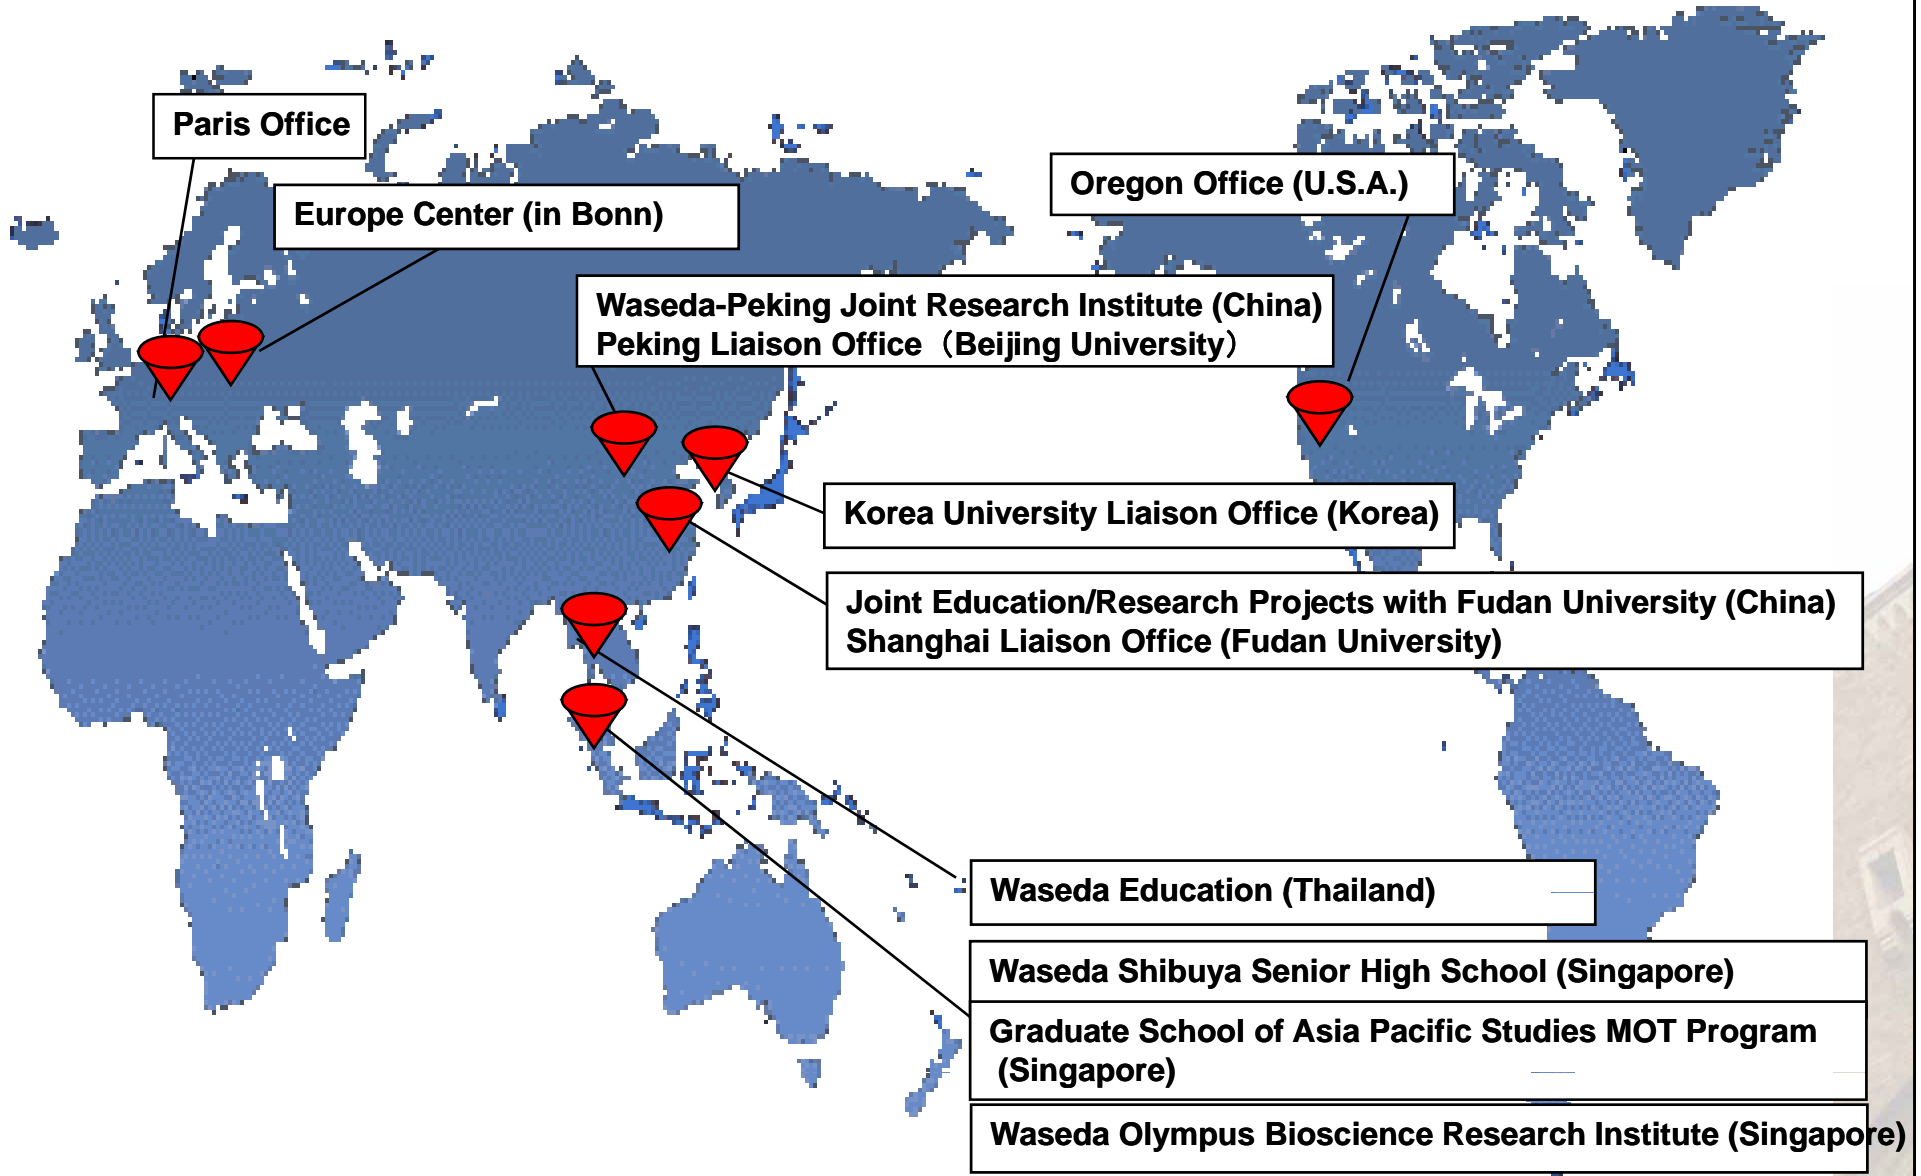 Paris Office
Europe Center (in Bonn)
Oregon Office (U.S.A.)
Waseda-Peking Joint Research Institute (China)
Peking Liaison Office（Beijing University）
Korea University Liaison Office (Korea)
Joint Education/Research Projects with Fudan University (China)
Shanghai Liaison Office (Fudan University)
Waseda Education (Thailand)
Waseda Shibuya Senior High School (Singapore)
Graduate School of Asia Pacific Studies MOT Program
(Singapore)
Waseda Olympus Bioscience Research Institute (Singapore)